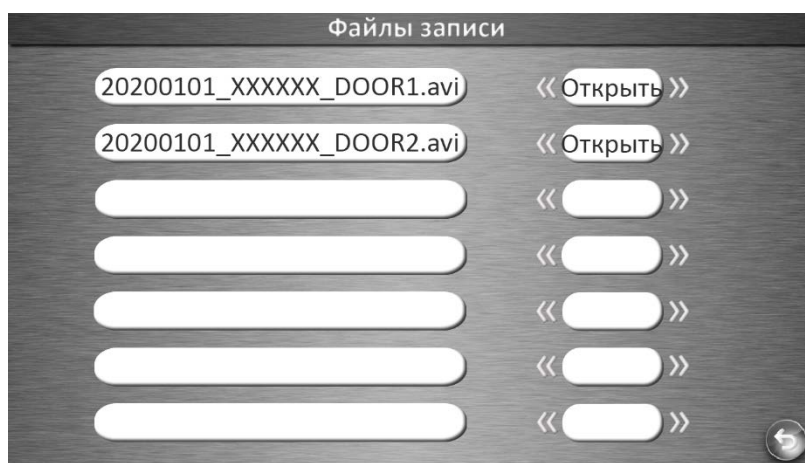 Файлы записи
20200101_XXXXXX_DOOR1.avi « Открыть »
20200101_XXXXXX_DOOR2.avi « Открыть »
« »
« »
« »
« »
« »